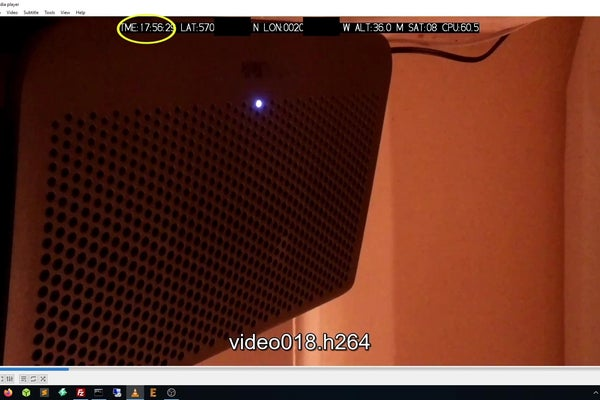 dia player
Video Subtitle Tools View Help
TME:17:56:29 LAT:570 N LON:0020 W ALT:36.0 M SAT:08 CPU:60.5
video018.h264